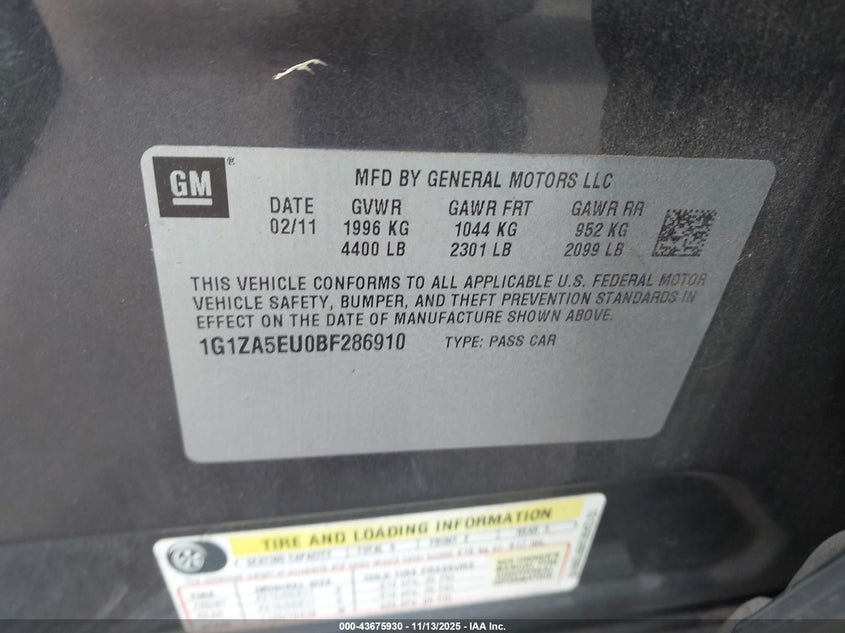 GM ®
MFD BY GENERAL MOTORS LLC
DATE GVWR GAWR FRT GAWR RR
02/11 1996 KG 1044 KG 952 KG
4400 LB 2301 LB 2099 LB
THIS VEHICLE CONFORMS TO ALL APPLICABLE U.S. FEDERAL MOTOR
VEHICLE SAFETY, BUMPER, AND THEFT PREVENTION STANDARDS IN
EFFECT ON THE DATE OF MANUFACTURE SHOWN ABOVE.
1G1ZA5EU0BF286910 TYPE: PASS CAR
TIRE AND LOADING INFORMATION
SEATING CAPACITY
000-43675930 - 11/13/2025 - IAA Inc.